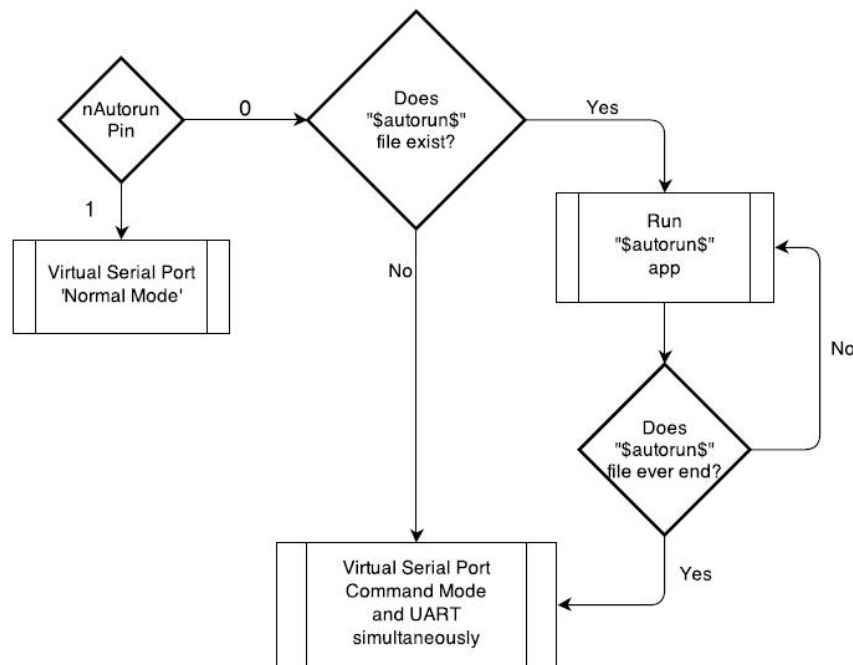 nAutorun
Pin
0
Does
"$autorun$"
file exist?
Yes
1
Virtual Serial Port
'Normal Mode'
No
Run
"$autorun$"
app
No
Does
"$autorun$"
file ever end?
Yes
Virtual Serial Port
Command Mode
and UART
simultaneously